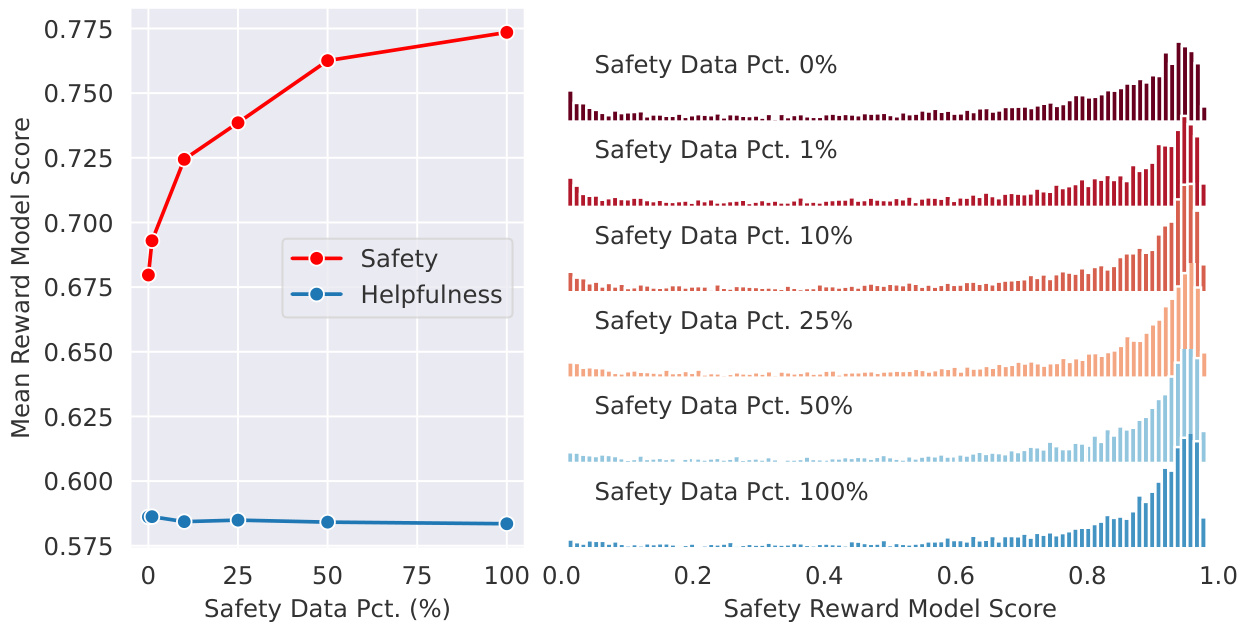 Mean Reward Model Score
0.775
0.750
0.725
0.700
0.675
0.650
0.625
0.600
0.575
Safety
Helpfulness
0 25 50 75 100
Safety Data Pct. (%)
Safety Data Pct. 0%
Safety Data Pct. 1%
Safety Data Pct. 10%
Safety Data Pct. 25%
Safety Data Pct. 50%
Safety Data Pct. 100%
0.0 0.2 0.4 0.6 0.8 1.0
Safety Reward Model Score